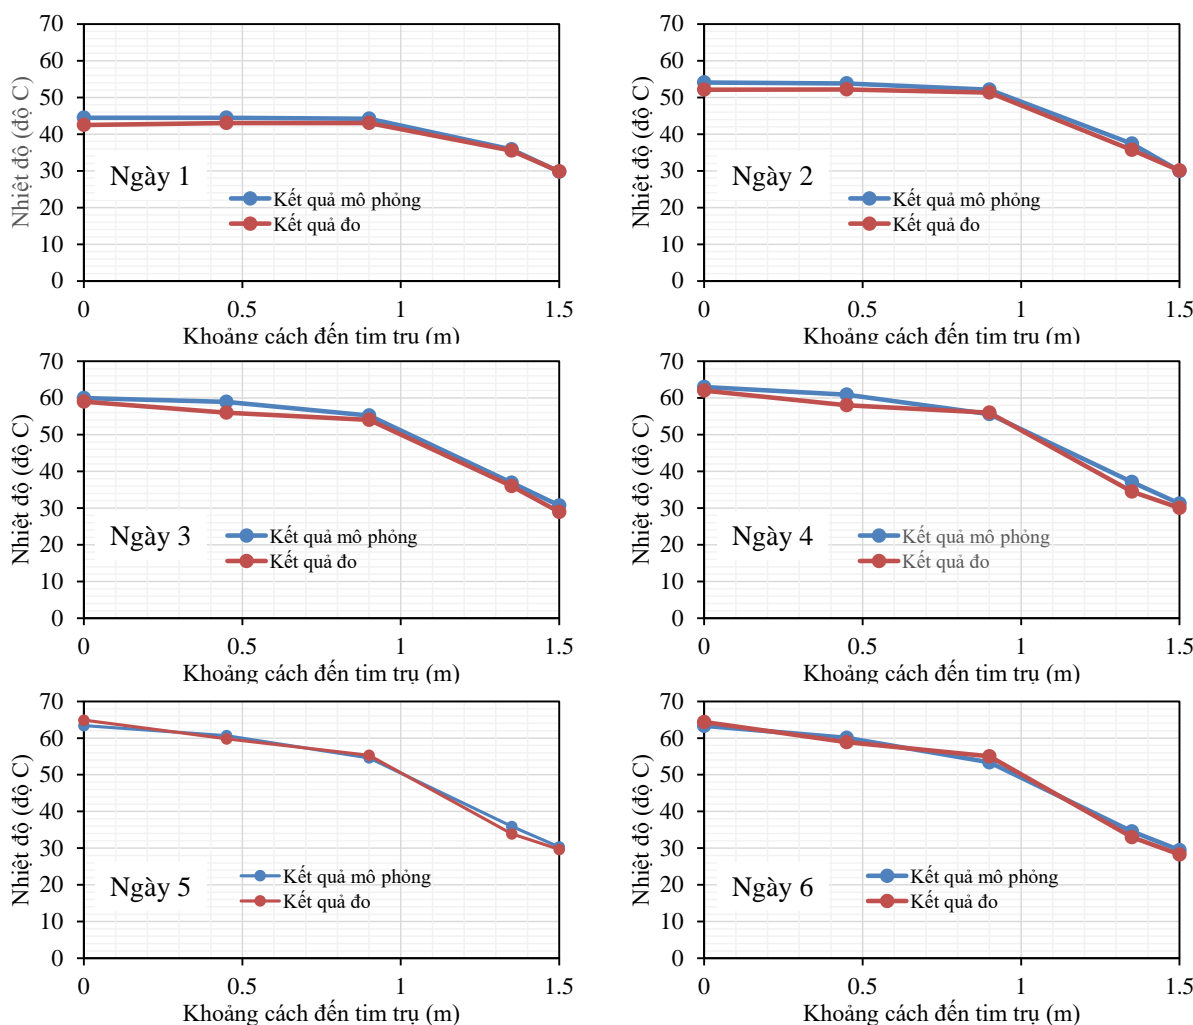 70
60
50
40
30
20
10
0
Nhiệt độ (độ C)
Ngày 1
Kết quả mô phỏng
Kết quả đo
0 0.5 1 1.5
Khoảng cách đến tim trụ (m)
70
60
50
40
30
20
10
0
Nhiệt độ (độ C)
Ngày 2
Kết quả mô phỏng
Kết quả đo
0 0.5 1 1.5
Khoảng cách đến tim trụ (m)
70
60
50
40
30
20
10
0
Nhiệt độ (độ C)
Ngày 3
Kết quả mô phỏng
Kết quả đo
0 0.5 1 1.5
Khoảng cách đến tim trụ (m)
70
60
50
40
30
20
10
0
Nhiệt độ (độ C)
Ngày 4
Kết quả mô phỏng
Kết quả đo
0 0.5 1 1.5
Khoảng cách đến tim trụ (m)
70
60
50
40
30
20
10
0
Nhiệt độ (độ C)
Ngày 5
Kết quả mô phỏng
Kết quả đo
0 0.5 1 1.5
Khoảng cách đến tim trụ (m)
70
60
50
40
30
20
10
0
Nhiệt độ (độ C)
Ngày 6
Kết quả mô phỏng
Kết quả đo
0 0.5 1 1.5
Khoảng cách đến tim trụ (m)